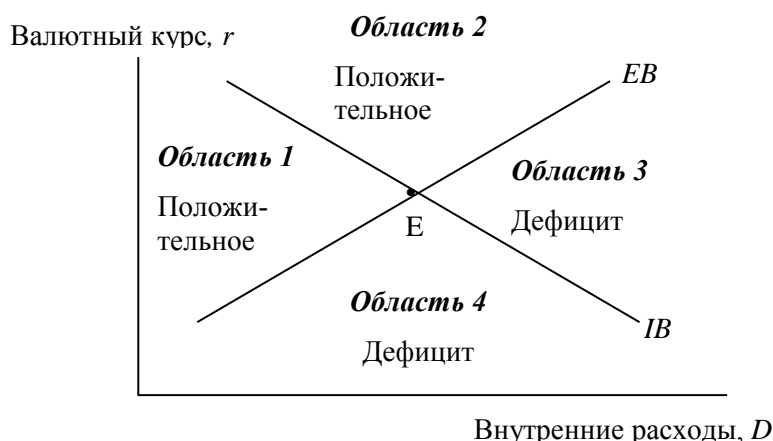 Область 2
Валютный курс, r
Положи-
тельное
EB
Область 1
Положи-
тельное
Область 3
Дефицит
E
Область 4
Дефицит
IB
Внутренние расходы, D